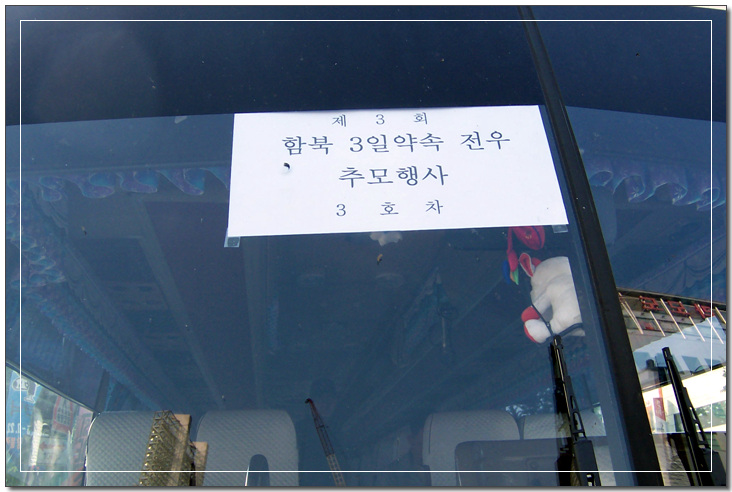 제 3 회
함북 3일약속 전우
추모행사
3 호 차